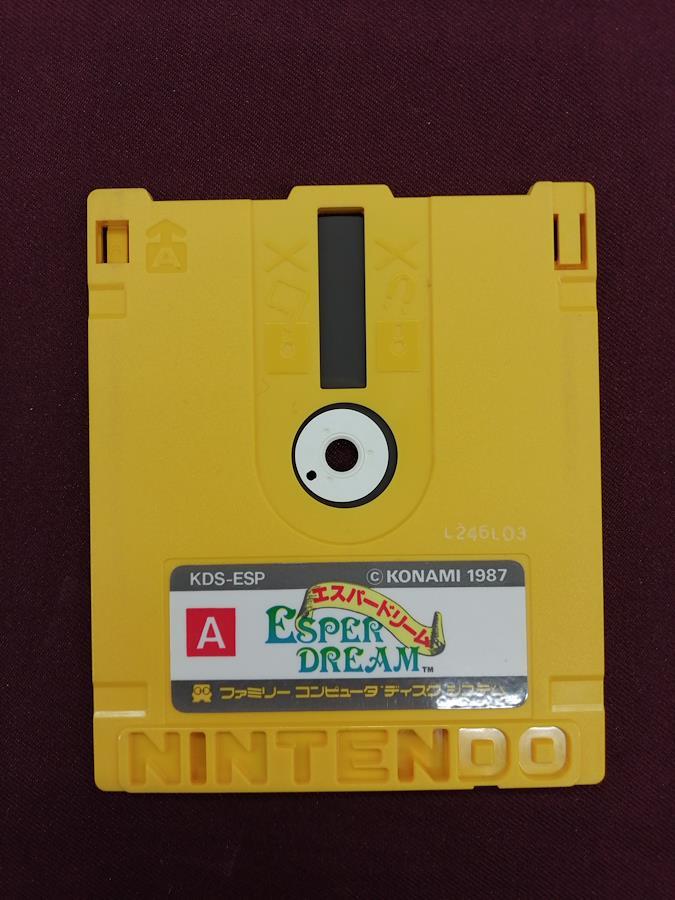 A
L246L03
KDS-ESP
© KONAMI 1987
A
エスパードリーム
ESPER
DREAM™
ファミリー コンピュータ ディスク システム
NINTENDO